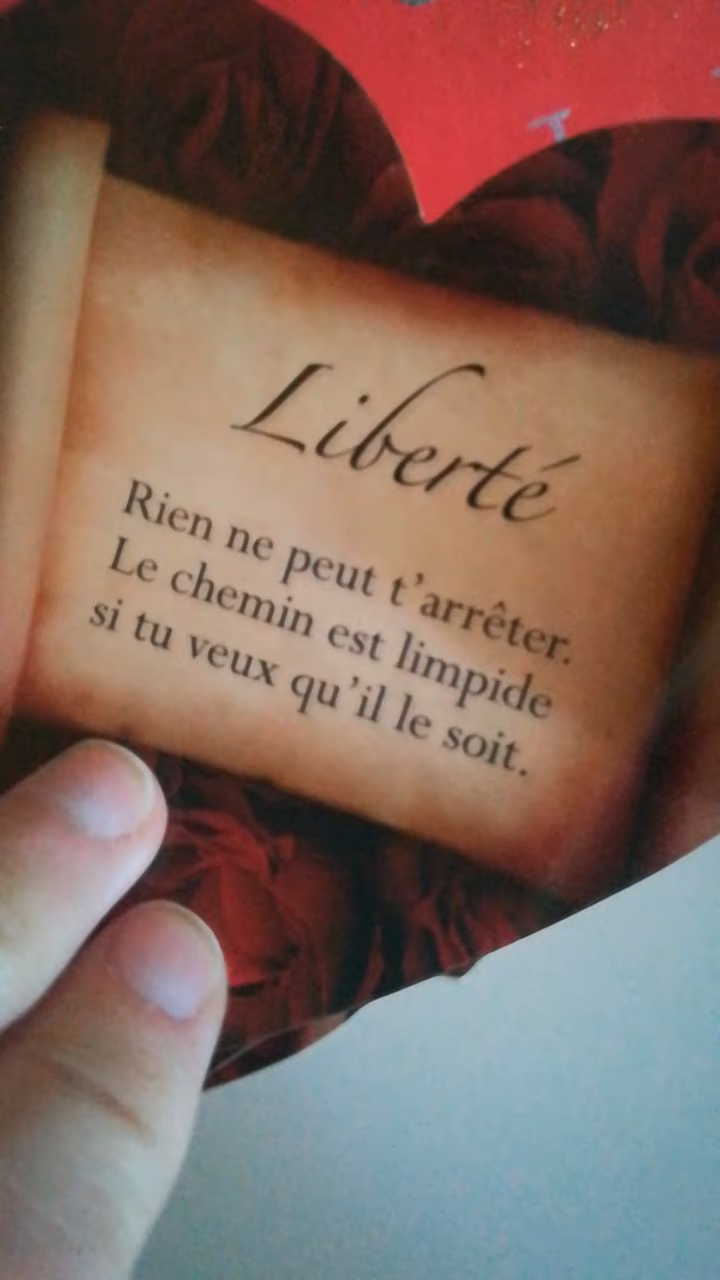 Liberté
Rien ne peut t'arrêter.
Le chemin est limpide
si tu veux qu'il le soit.